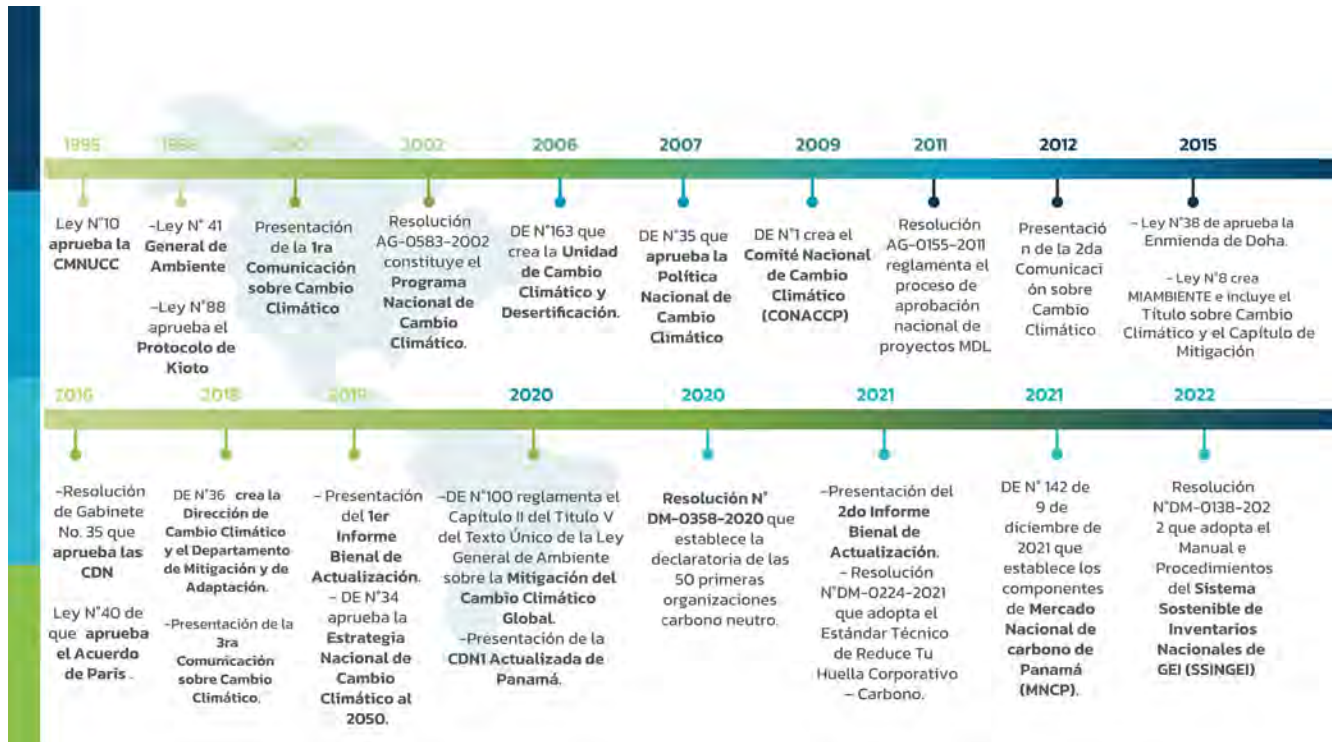 1995
1998
2002
2006
2007
2009
2011
2012
2015
Ley N°10
aprueba la
CMNUCC
-Ley N° 41
General de
Ambiente
-Ley N°88
aprueba el
Protocolo de
Kioto
Presentación
de la 1ra
Comunicación
sobre Cambio
Climático
Resolución
AG-0583-2002
constituye el
Programa
Nacional de
Cambio
Climático.
DE N°163 que
crea la Unidad
de Cambio
Climático y
Desertificación.
DE N°35 que
aprueba la
Política
Nacional de
Cambio
Climático
DE N°1 crea el
Comité Nacional
de Cambio
Climático
(CONACCP)
Resolución
AG-0155-2011
reglamenta el
proceso de
aprobación
nacional de
proyectos MDL
Presentació
n de la 2da
Comunicaci
ón sobre
Cambio
Climático
- Ley N°38 de aprueba la
Enmienda de Doha.
- Ley N°8 crea
MIAMBIENTE e incluye el
Título sobre Cambio
Climático y el Capítulo de
Mitigación
2016
2018
2019
2020
2020
2021
2021
2022
-Resolución
de Gabinete
No. 35 que
aprueba las
CDN
Ley N°40 de
que aprueba
el Acuerdo
de París.
DE N°36 crea la
Dirección de
Cambio Climático
y el Departamento
de Mitigación y de
Adaptación.
-Presentación de la
3ra
Comunicación
sobre Cambio
Climático.
- Presentación
del 1er
Informe
Bienal de
Actualización.
- DE N°34
aprueba la
Estrategia
Nacional de
Cambio
Climático al
2050.
-DE N°100 reglamenta el
Capítulo II del Título V
del Texto Único de la Ley
General de Ambiente
sobre la Mitigación del
Cambio Climático
Global.
-Presentación de la
CDN1 Actualizada de
Panamá.
Resolución N°
DM-0358-2020 que
establece la
declaratoria de las
50 primeras
organizaciones
carbono neutro.
-Presentación del
2do Informe
Bienal de
Actualización.
- Resolución
N°DM-0224-2021
que adopta el
Estándar Técnico
de Reduce Tu
Huella Corporativo
- Carbono.
DE N° 142 de
9 de
diciembre de
2021 que
establece los
componentes
de Mercado
Nacional de
carbono de
Panamá
(MNCP).
Resolución
N°DM-0138-202
2 que adopta el
Manual e
Procedimientos
del Sistema
Sostenible de
Inventarios
Nacionales de
GEI (SSINGEI)